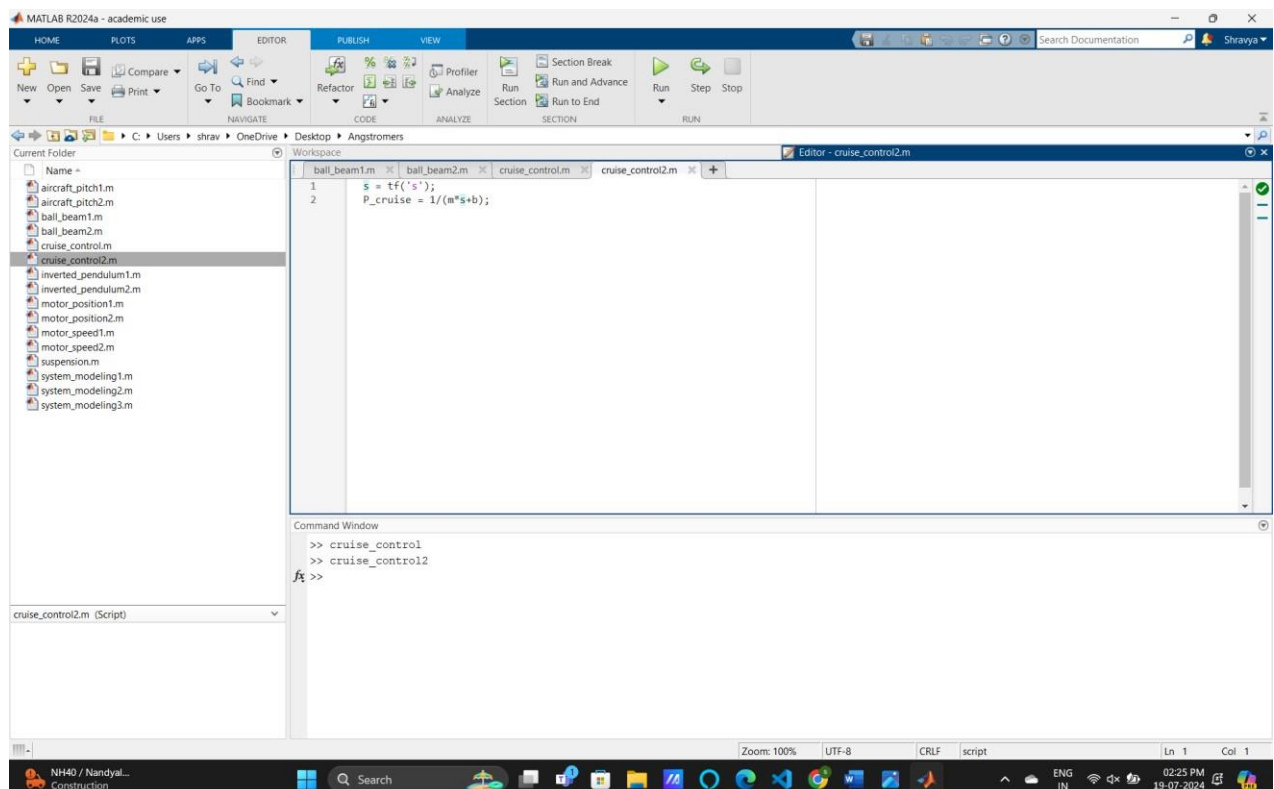 MATLAB R2024a - academic use
HOME PLOTS APPS EDITOR PUBLISH VIEW Search Documentation Shravya
New Open Save Compare Print Go To Find Bookmark Refactor Profiler Analyze Run Section Section Break Run and Advance Run to End Run Step Stop
FILE NAVIGATE CODE ANALYZE SECTION RUN
C: Users shrav OneDrive Desktop Angstromers
Current Folder Workspace Editor - cruise_control2.m
Name
ball_beam1.m ball_beam2.m cruise_control.m cruise_control2.m +
aircraft_pitch1.m
aircraft_pitch2.m
ball_beam1.m
ball_beam2.m
cruise_control.m
cruise_control2.m
inverted_pendulum1.m
inverted_pendulum2.m
motor_position1.m
motor_position2.m
motor_speed1.m
motor_speed2.m
suspension.m
system_modeling1.m
system_modeling2.m
system_modeling3.m
1 s = tf('s');
2 P_cruise = 1/(m*s+b);
Command Window
>> cruise_control
>> cruise_control2
fx >>
cruise_control2.m (Script)
Zoom: 100% UTF-8 CRLF script Ln 1 Col 1
NH40 / Nandyal...
Construction
Search
ENG
IN
02:25 PM
19-07-2024